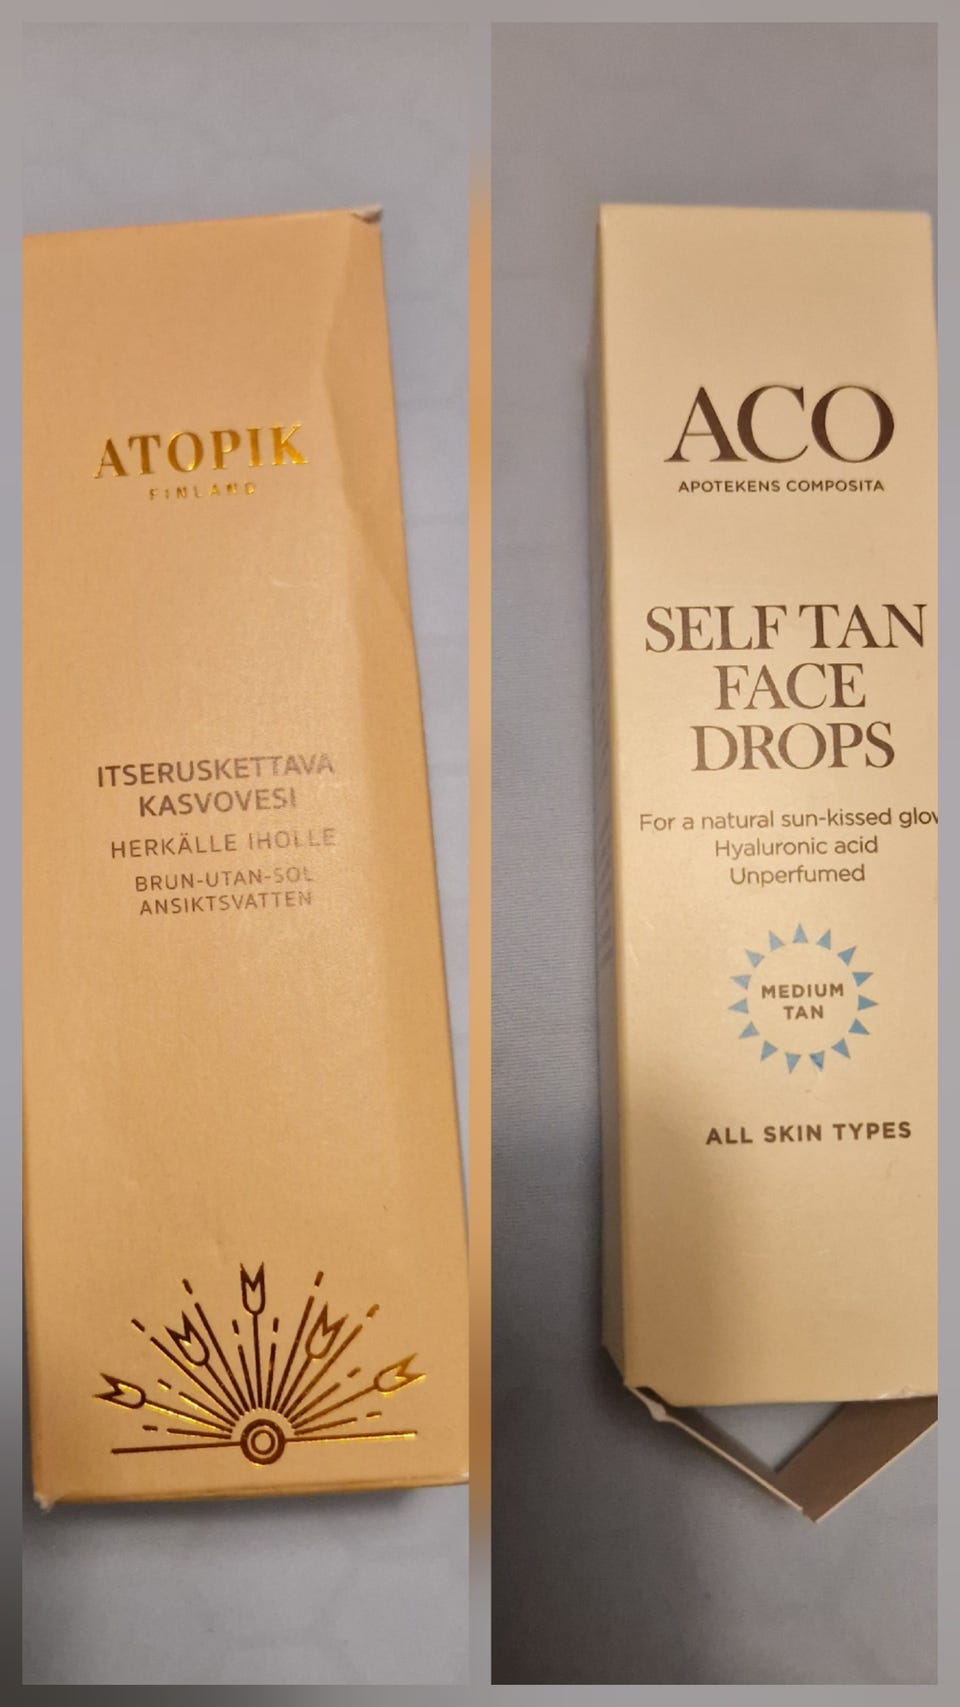 ATOPIK
FINLAND
ITSERUSKETTAVA
KASVOVESI
HERKÄLLE IHOLLE
BRUN-UTAN-SOL
ANSIKTSVATTEN
ACO
APOTEKENS COMPOSITA
SELF TAN
FACE
DROPS
For a natural sun-kissed glow
Hyaluronic acid
Unperfumed
MEDIUM
TAN
ALL SKIN TYPES